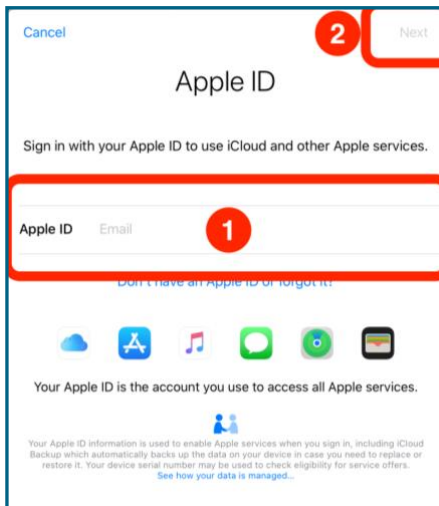 Cancel
2
Next
Apple ID
Sign in with your Apple ID to use iCloud and other Apple services.
Apple ID Email
1
Don't have an Apple ID or forgot it?
Your Apple ID is the account you use to access all Apple services.
Your Apple ID information is used to enable Apple services when you sign in, including iCloud
Backup which automatically backs up the data on your device in case you need to replace or
restore it. Your device serial number may be used to check eligibility for service offers.
See how your data is managed...